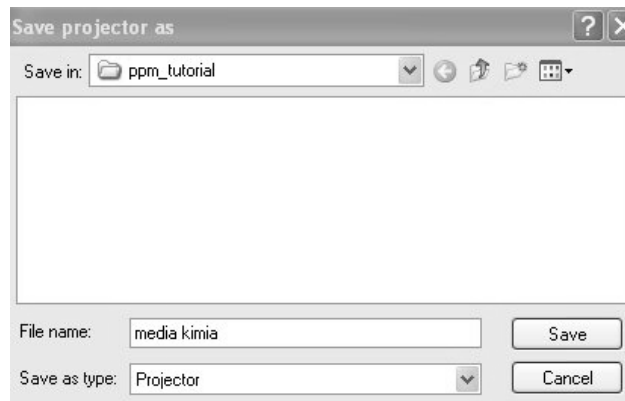 Save projector as
Save in: ppm_tutorial
File name: media kimia Save
Save as type: Projector Cancel